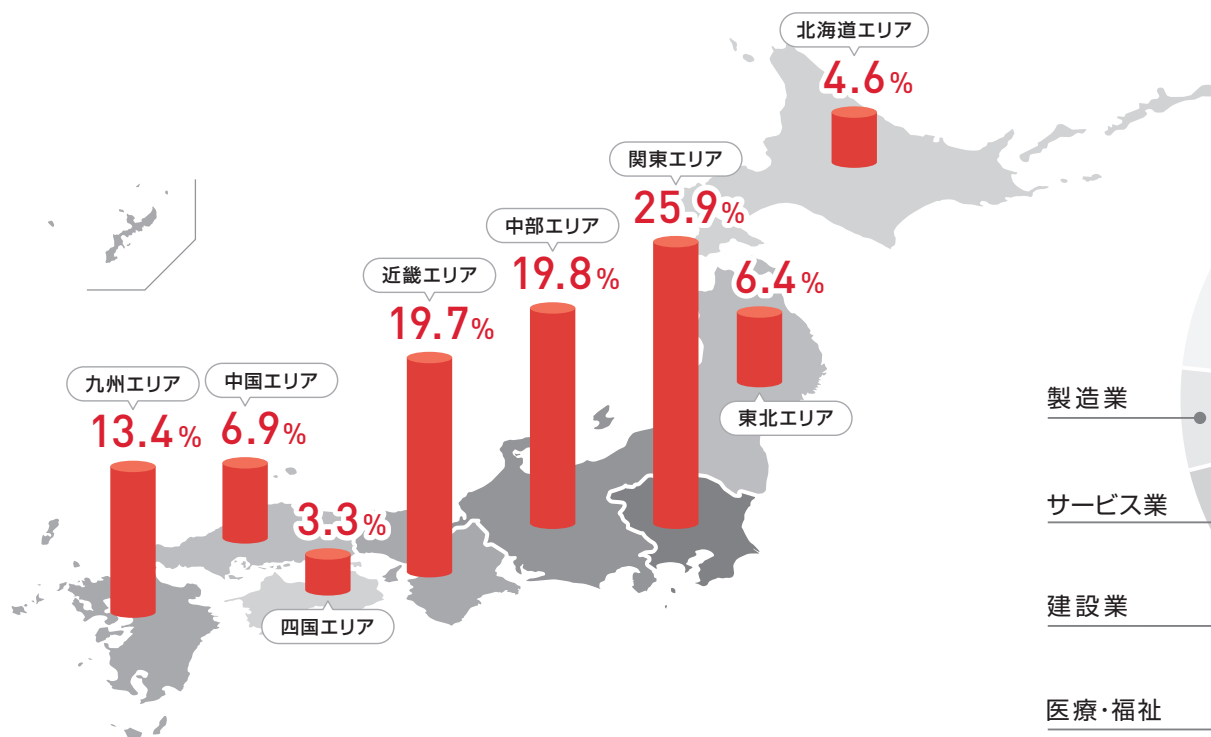 北海道エリア
4.6%
関東エリア
25.9%
中部エリア
19.8%
近畿エリア
19.7%
6.4%
東北エリア
九州エリア
13.4%
中国エリア
6.9%
3.3%
四国エリア
製造業
サービス業
建設業
医療・福祉